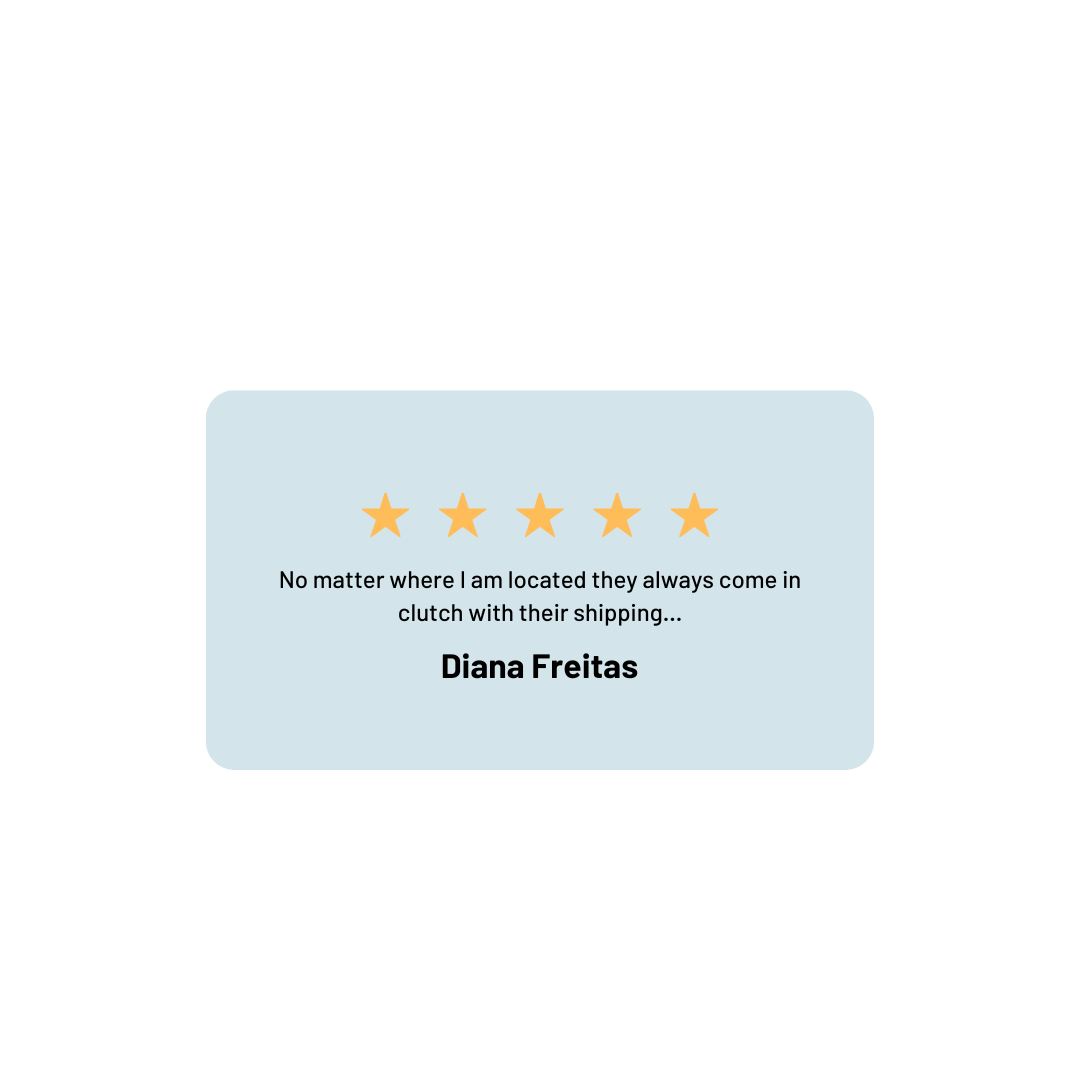 No matter where I am located they always come in
clutch with their shipping...
Diana Freitas